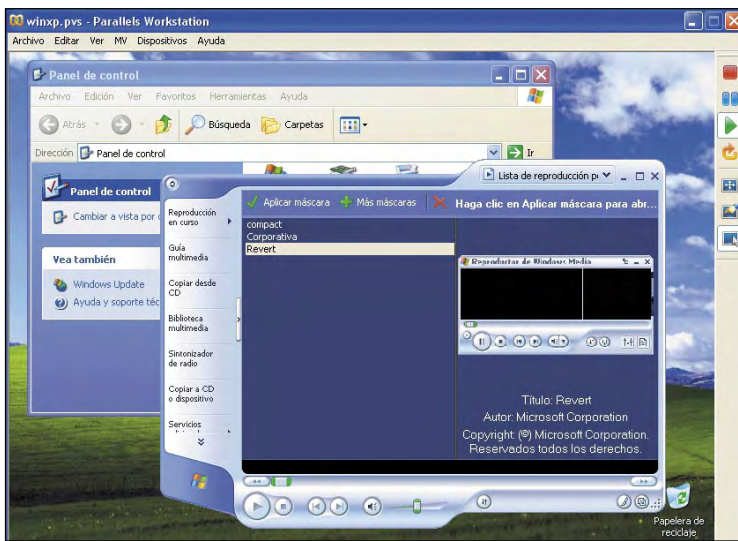 winxp.pvs - Parallels Workstation
Archivo Editar Ver MV Dispositivos Ayuda
Panel de control
Archivo Edición Ver Favoritos Herramientas Ayuda
Atrás Búsqueda Carpetas
Dirección Panel de control Ir
Panel de control
Cambiar a vista por
Vea también
Windows Update
Ayuda y soporte téc
Lista de reproducción
Aplicar máscara Más máscaras Haga clic en Aplicar máscara para abr...
Reproducción
en curso
Guía
multimedia
Copiar desde
CD
Biblioteca
multimedia
Sintonizador
de radio
Copiar a CD
o dispositivo
Servicios
compact
Corporativa
Revert
Reproductor de Windows Media
Título: Revert
Autor: Microsoft Corporation
Copyright: (©) Microsoft Corporation.
Reservados todos los derechos.
Papelera de
reciclaje